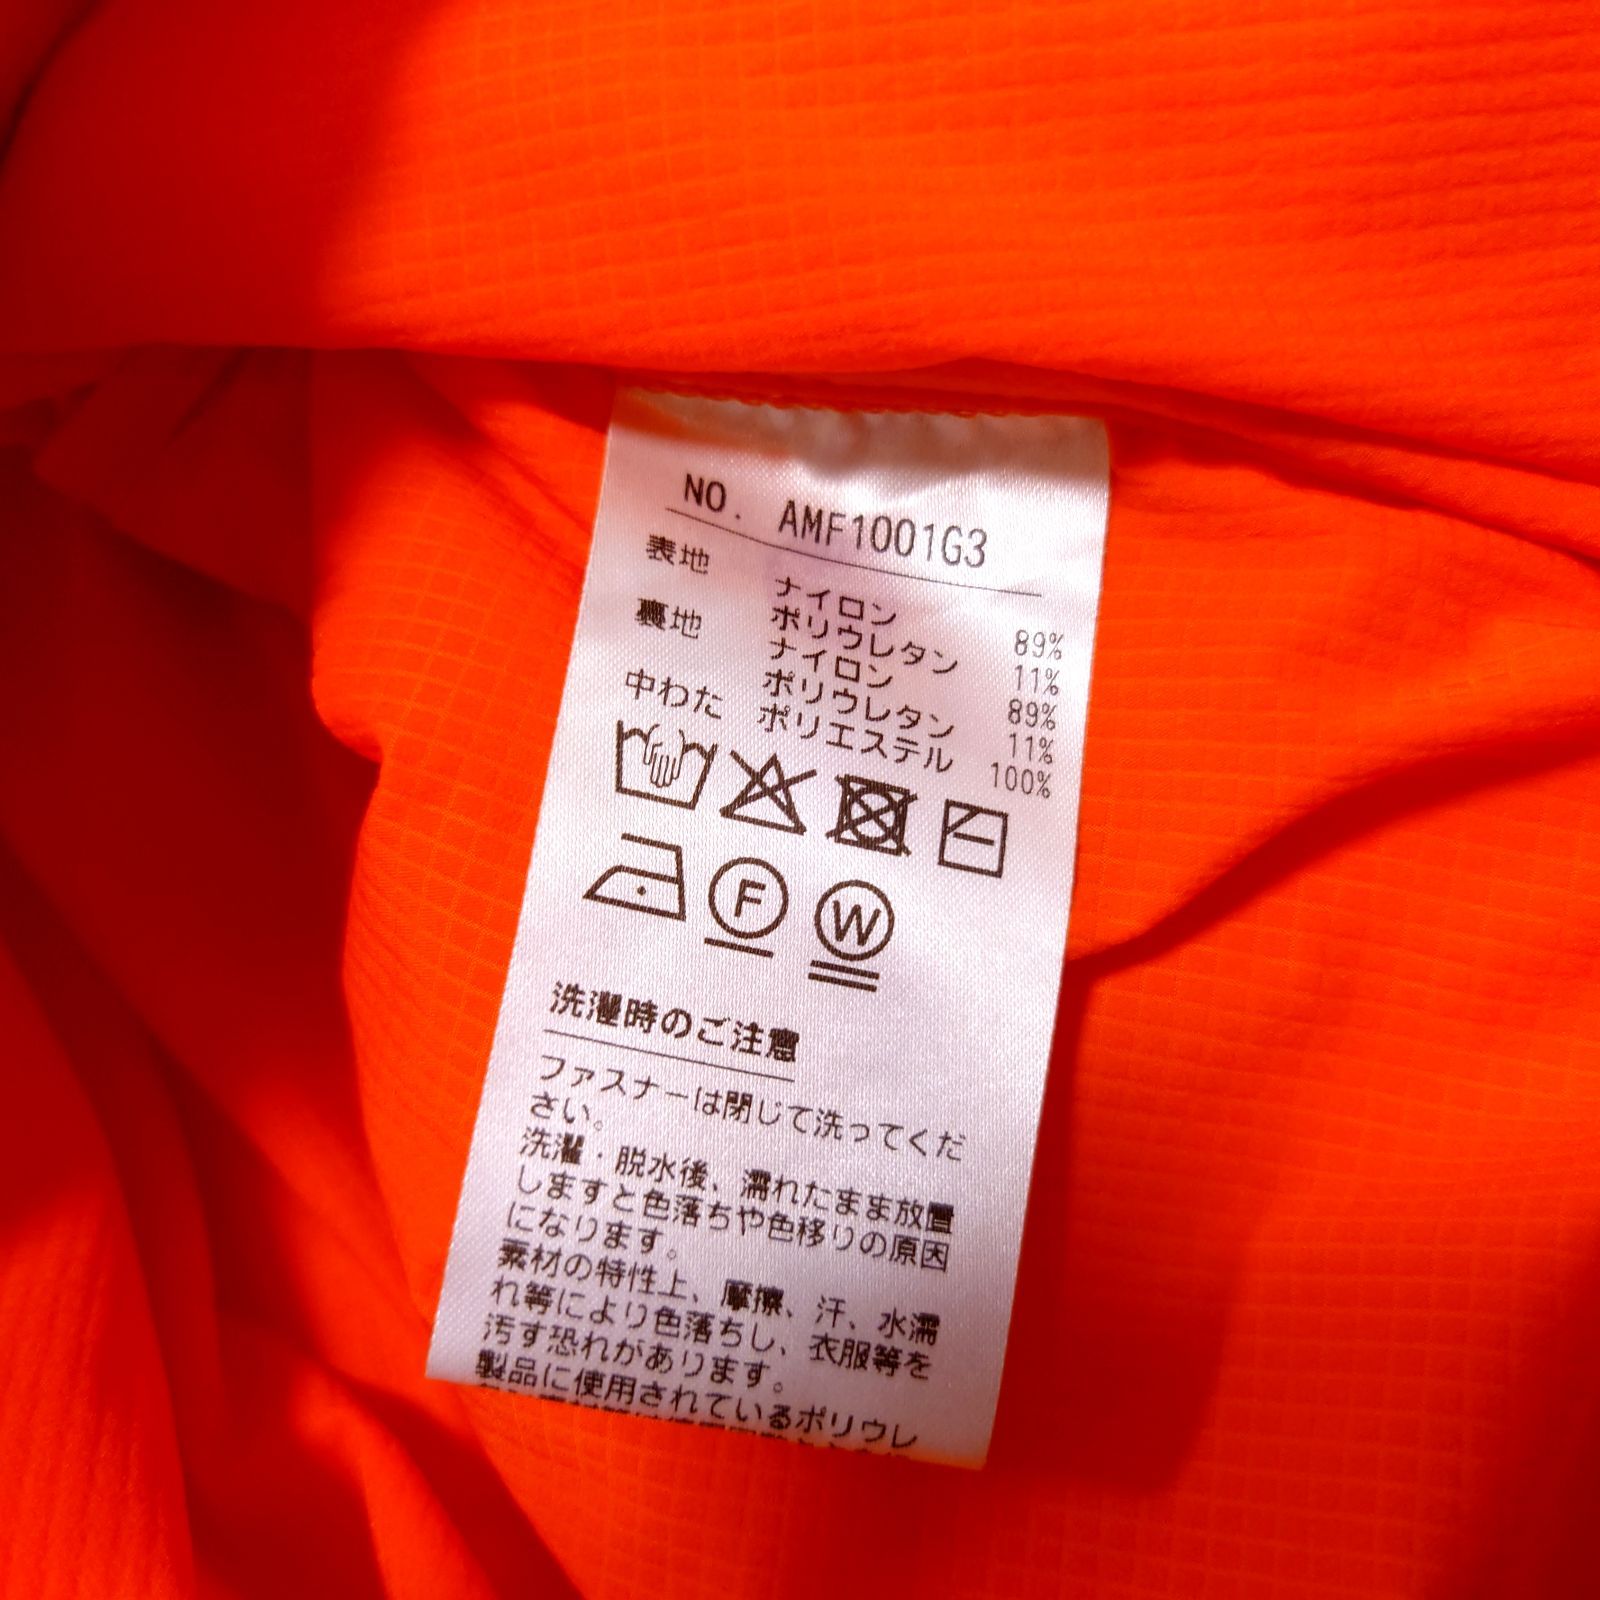 NO. AMF1001G3
表地 ナイロン 89%
ポリウレタン 11%
裏地 ナイロン 89%
ポリウレタン 11%
中わた ポリエステル 100%
F W
洗濯時のご注意
ファスナーは閉じて洗ってくだ
さい。
洗濯・脱水後、濡れたまま放置
しますと色落ちや色移りの原因
になります。
素材の特性上、摩擦、汗、水濡
れ等により色落ちし、衣服等を
汚す恐れがあります。
製品に使用されているポリウレ